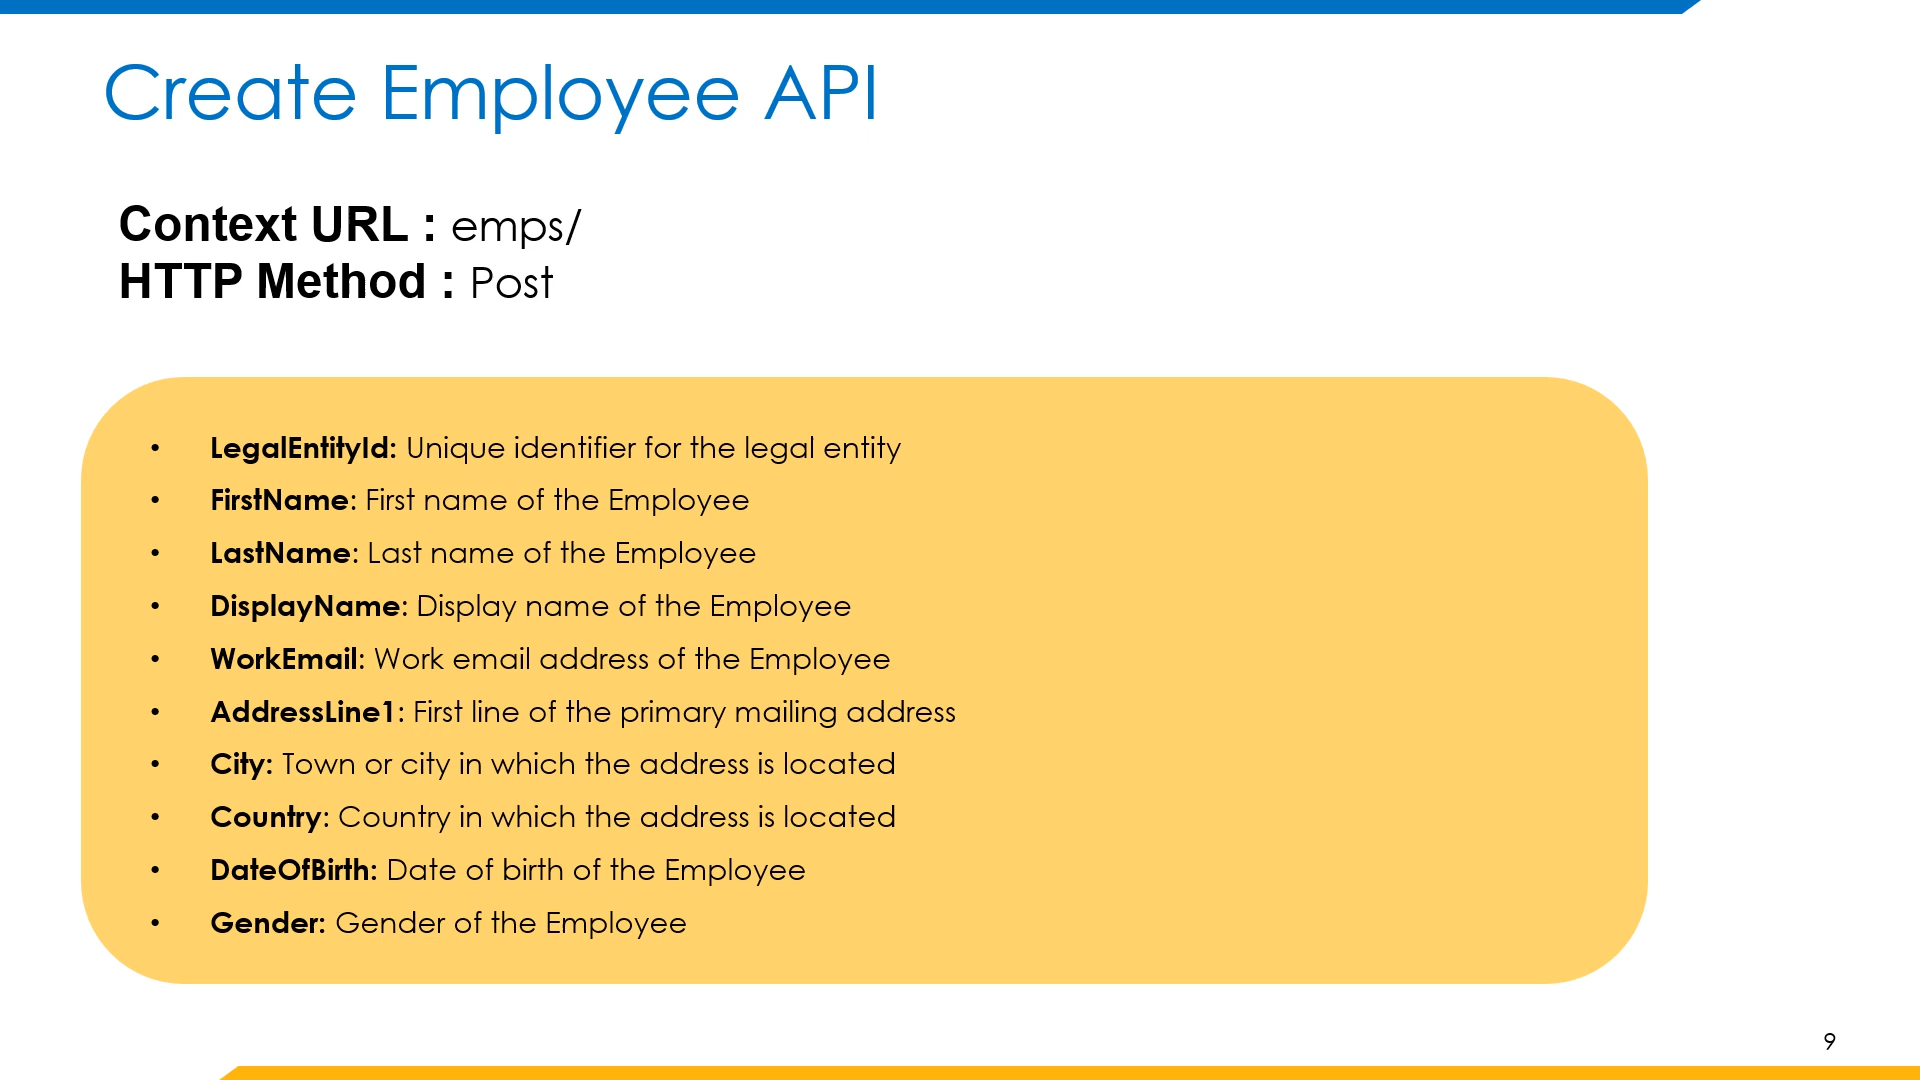 Create Employee API
Context URL : emps/
HTTP Method : Post
• LegalEntityId: Unique identifier for the legal entity
• FirstName: First name of the Employee
• LastName: Last name of the Employee
• DisplayName: Display name of the Employee
• WorkEmail: Work email address of the Employee
• AddressLine1: First line of the primary mailing address
• City: Town or city in which the address is located
• Country: Country in which the address is located
• DateOfBirth: Date of birth of the Employee
• Gender: Gender of the Employee
9